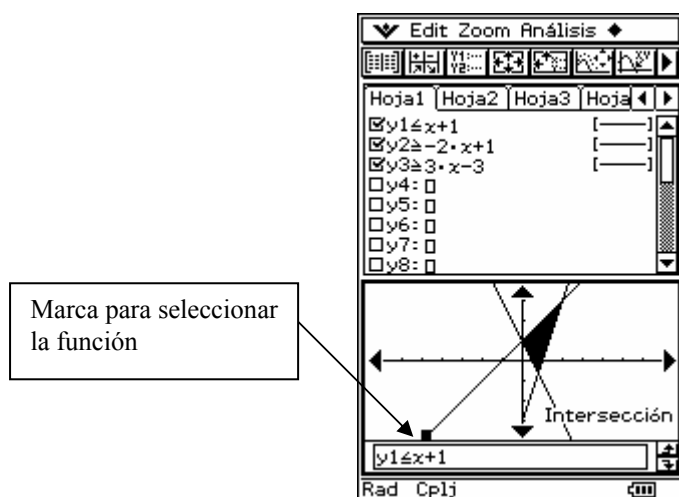 Edit Zoom Análisis ◆
Hoja1 Hoja2 Hoja3 Hoja
y1≤x+1 [——]
y2≥-2·x+1 [——]
y3≥3·x-3 [——]
y4:▯
y5:▯
y6:▯
y7:▯
y8:▯
Marca para seleccionar
la función
Intersección
y1≤x+1
Rad Cplj